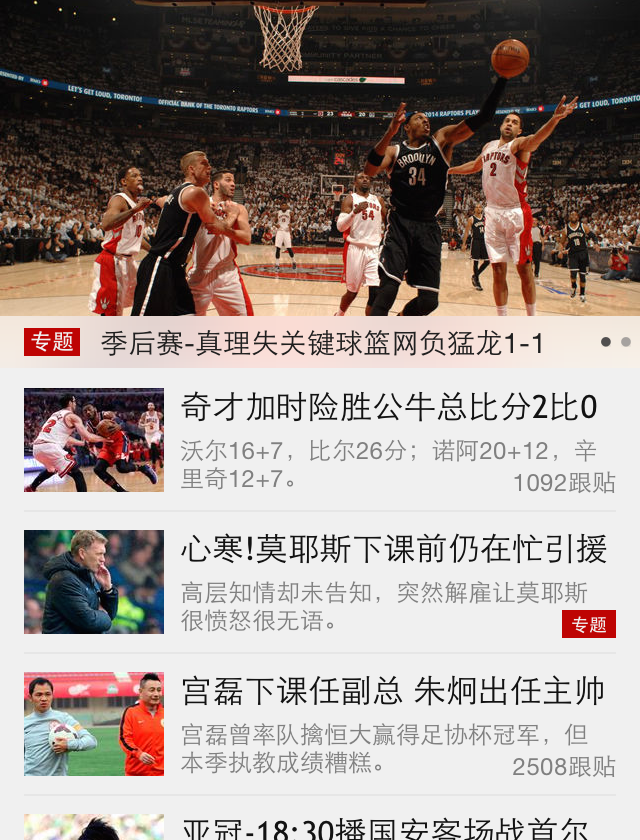 LET'S GET LOUD, TORONTO!
OFFICIAL BANK OF THE TORONTO RAPTORS
2014 RAPTORS PLAYOFFS
GET LOUD, TORONTO!
BROOKLYN
34
RAPTORS
2
54
10
专题
季后赛-真理失关键球篮网负猛龙1-1
奇才加时险胜公牛总比分2比0
沃尔16+7，比尔26分；诺阿20+12，辛
里奇12+7。
1092跟贴
心寒!莫耶斯下课前仍在忙引援
高层知情却未告知，突然解雇让莫耶斯
很愤怒很无语。
专题
宫磊下课任副总 朱炯出任主帅
宫磊曾率队擒恒大赢得足协杯冠军，但
本季执教成绩糟糕。
2508跟贴
亚冠-18:30播国安客场战首尔